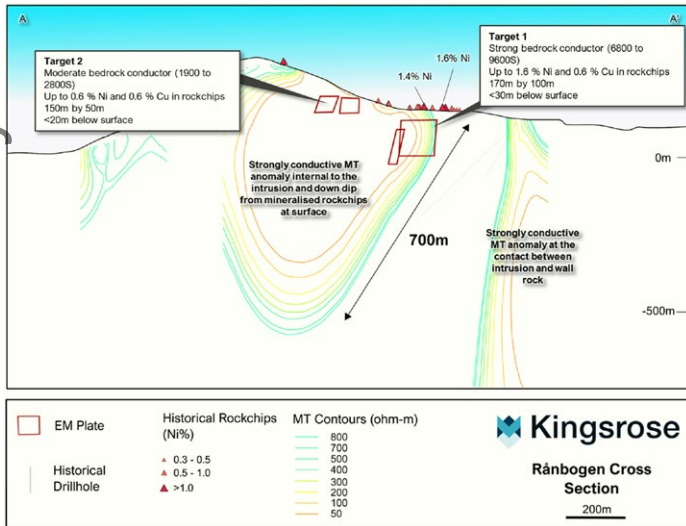 A
A'
Target 2
Moderate bedrock conductor (1900 to
2800S)
Up to 0.6 % Ni and 0.6 % Cu in rockchips
150m by 50m
<20m below surface
1.6% Ni
1.4% Ni
Target 1
Strong bedrock conductor (6800 to
9600S)
Up to 1.6 % Ni and 0.6 % Cu in rockchips
170m by 100m
<30m below surface
0m
Strongly conductive MT
anomaly internal to the
intrusion and down dip
from mineralised rockchips
at surface
700m
Strongly conductive
MT anomaly at the
contact between
intrusion and wall
rock
-500m
EM Plate
Historical
Drillhole
Historical Rockchips
(Ni%)
0.3 - 0.5
0.5 - 1.0
>1.0
MT Contours (ohm-m)
800
700
500
400
300
200
100
50
Kingsrose
Rånbogen Cross
Section
200m